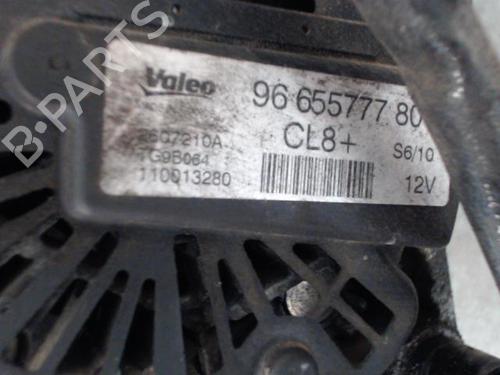 B-PARTS
Valeo
96 655777 80
CL8+
S6/10
2607210A
TG9B064
110013280
12V